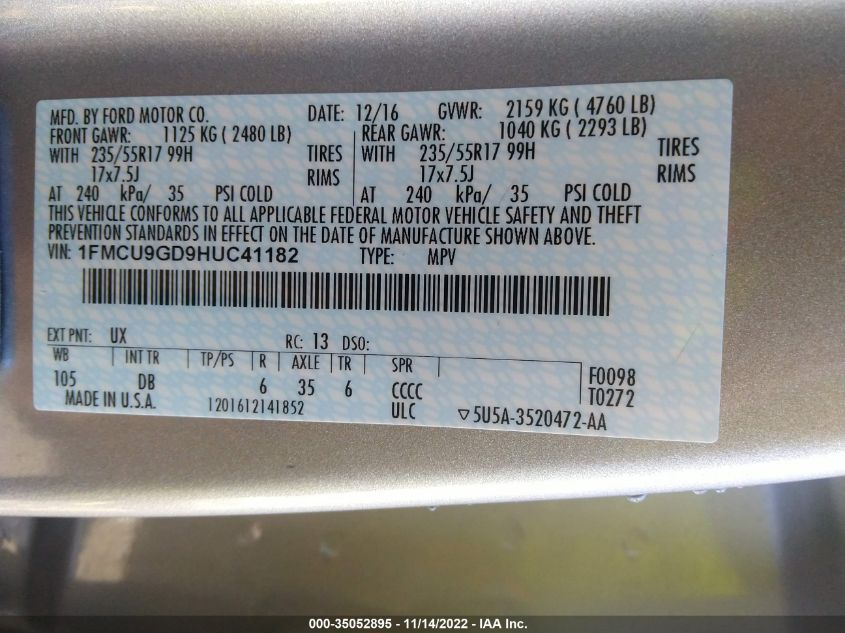 MFD. BY FORD MOTOR CO. DATE: 12/16 GVWR: 2159 KG ( 4760 LB)
FRONT GAWR: 1125 KG ( 2480 LB) REAR GAWR: 1040 KG ( 2293 LB)
WITH 235/55R17 99H TIRES WITH 235/55R17 99H TIRES
17x7.5J RIMS 17x7.5J RIMS
AT 240 kPa/ 35 PSI COLD AT 240 kPa/ 35 PSI COLD
THIS VEHICLE CONFORMS TO ALL APPLICABLE FEDERAL MOTOR VEHICLE SAFETY AND THEFT
PREVENTION STANDARDS IN EFFECT ON THE DATE OF MANUFACTURE SHOWN ABOVE.
VIN: 1FMCU9GD9HUC41182 TYPE: MPV
EXT PNT: UX RC: 13 DSO:
WB INT TR TP/PS R AXLE TR SPR
105 DB 6 35 6 CCCC F0098
MADE IN U.S.A. 1201612141852 ULC T0272
▽5U5A-3520472-AA
000-35052895 - 11/14/2022 - IAA Inc.